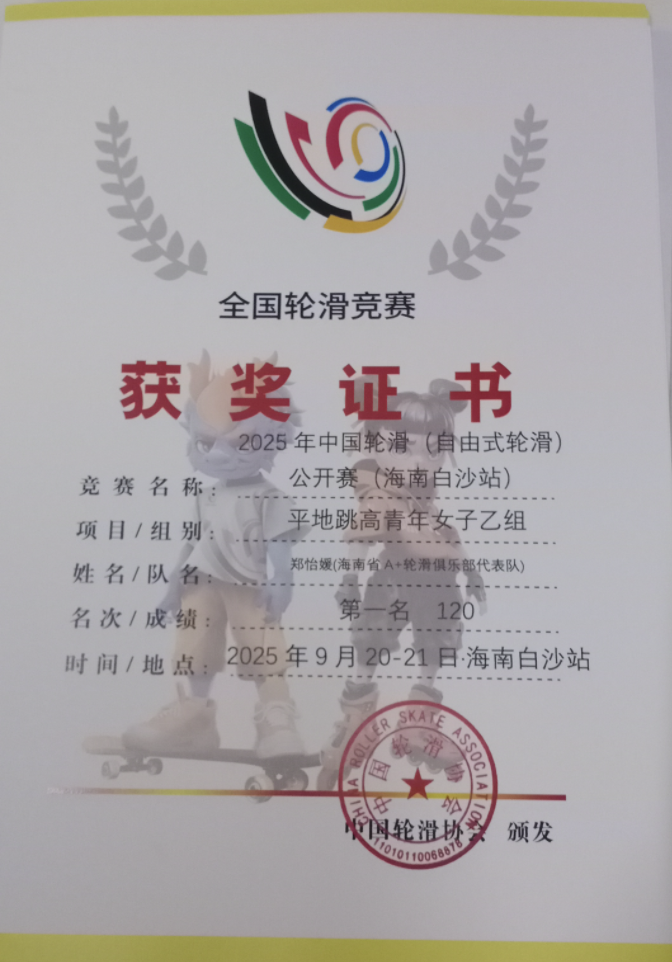 全国轮滑竞赛
获奖证书
2025年中国轮滑（自由式轮滑）
竞赛名称： 公开赛（海南白沙站）
项目/组别： 平地跳高青年女子乙组
姓名/队名： 郑怡媛(海南省A+轮滑俱乐部代表队)
名次/成绩： 第一名 120
时间/地点： 2025年9月20-21日·海南白沙站
CHINA ROLLER SKATE ASSOCIATION
中国轮滑协会
中国轮滑协会 颁发
11010110068876